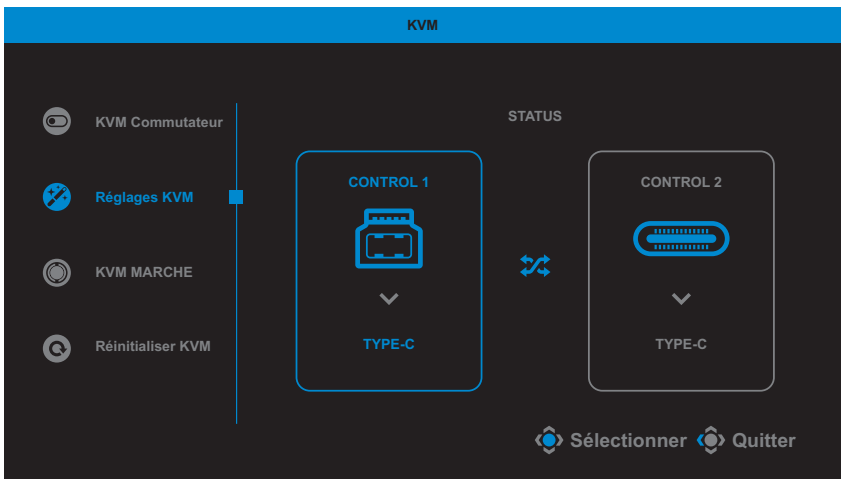 KVM
KVM Commutateur
Réglages KVM
KVM MARCHE
Réinitialiser KVM
STATUS
CONTROL 1
TYPE-C
CONTROL 2
TYPE-C
Sélectionner
Quitter